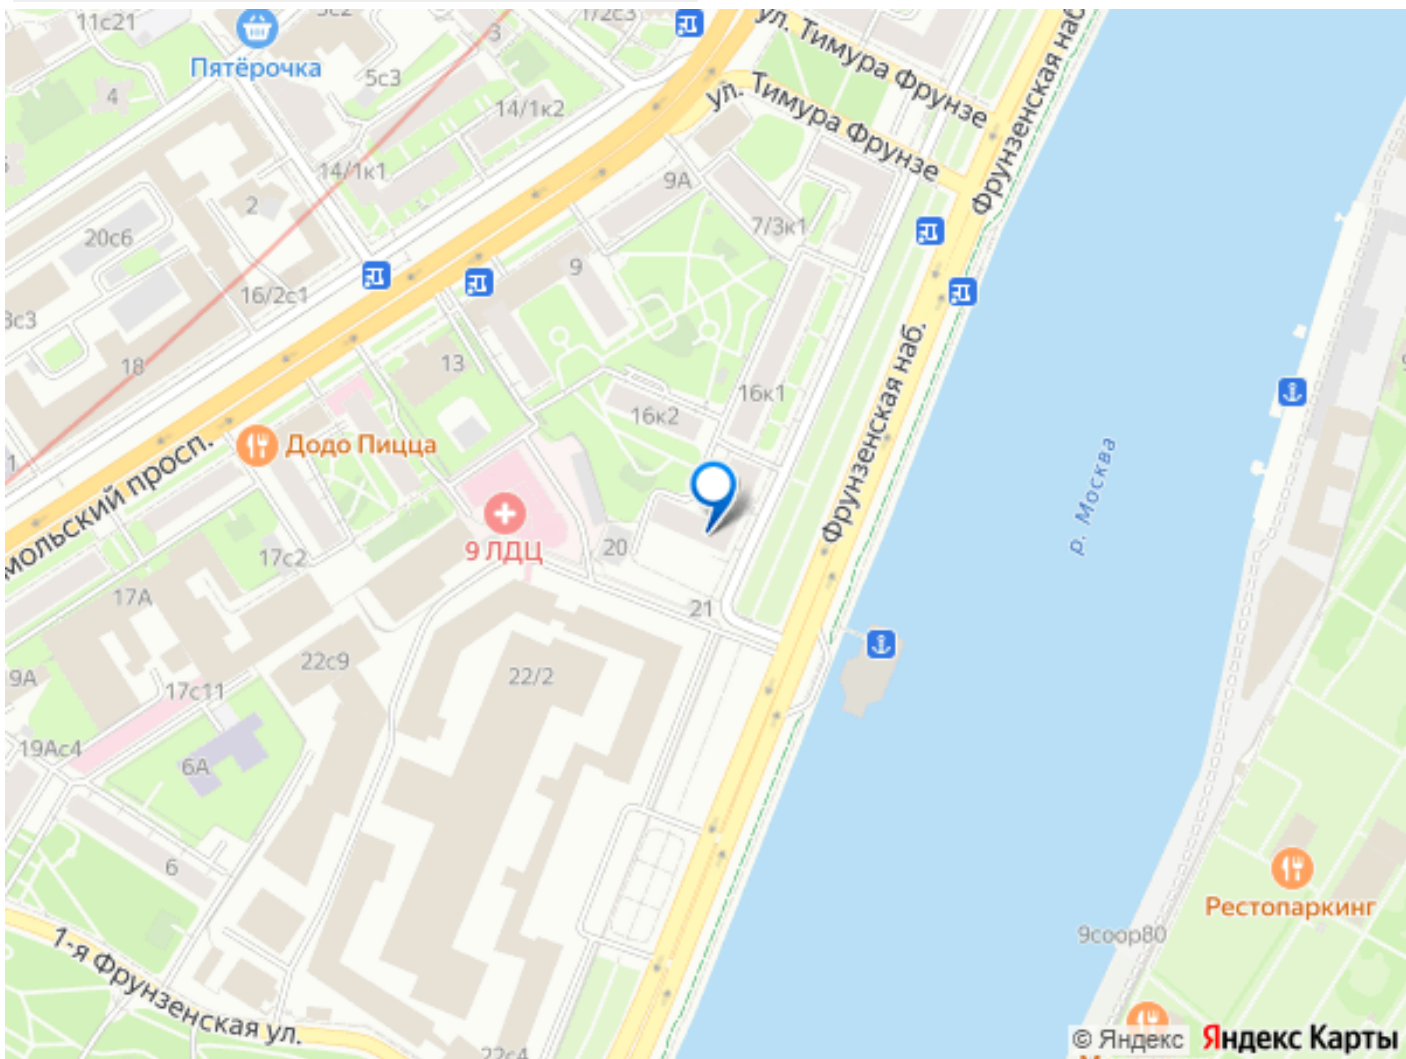 11с21
5с2
1/2с3
3
ул. Тимура Фрунзе
Фрунзенская наб.
Пятёрочка
5с3
4
14/1к2
ул. Тимура Фрунзе
14/1к1
9А
2
7/3к1
20с6
9
16/2с1
13
18
16к1
16к2
Фрунзенская наб.
Додо Пицца
мольский просп.
р. Москва
9 ЛДЦ
20
17с2
17А
21
22с9
22/2
9А
17с11
19Ас4
6А
6
Рестопаркинг
9соор80
1-я Фрунзенская ул.
22с4
© Яндекс Яндекс Карты